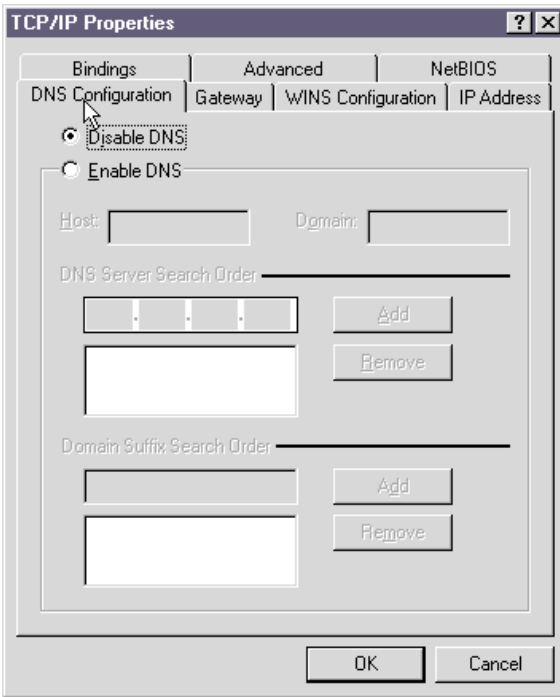 TCP/IP Properties
Bindings Advanced NetBIOS
DNS Configuration Gateway WINS Configuration IP Address
Disable DNS
Enable DNS
Host: Domain:
DNS Server Search Order
Add
Remove
Domain Suffix Search Order
Add
Remove
OK Cancel